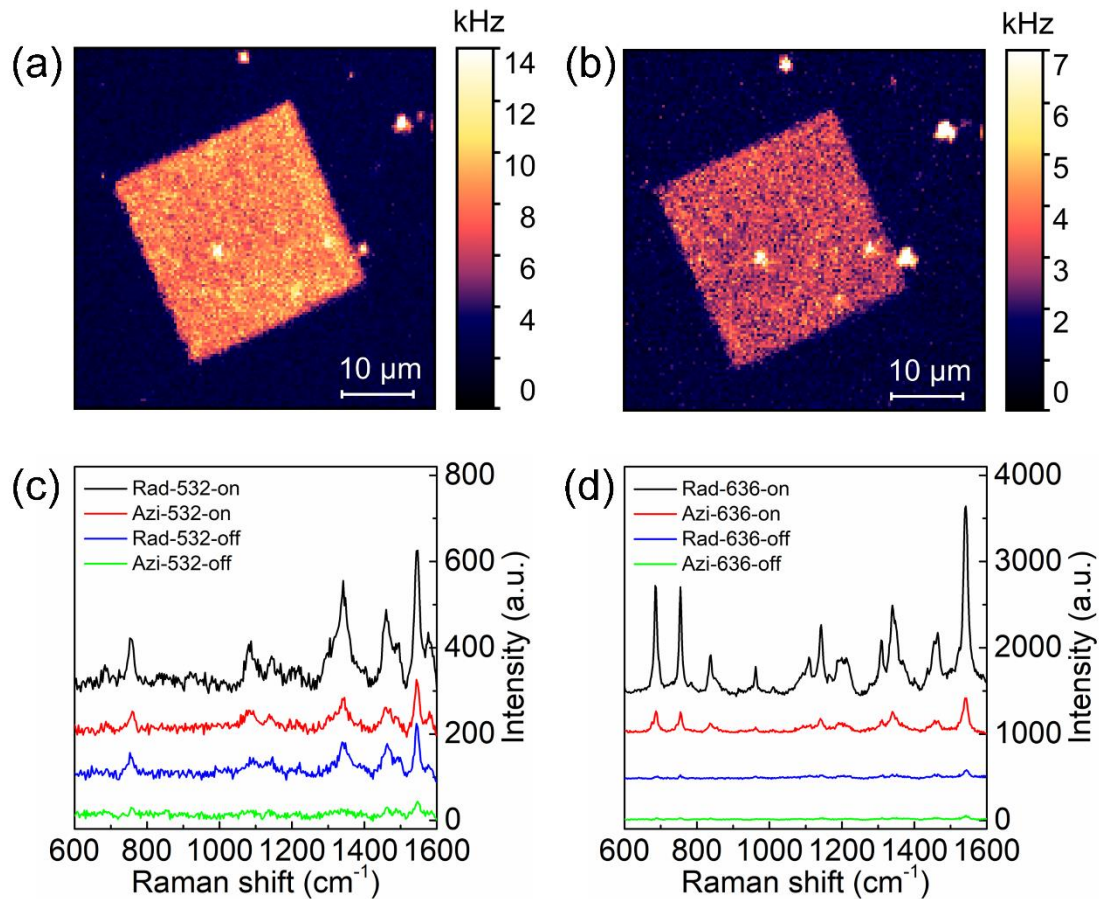 kHz
(a)
14
12
10
8
6
4
2
0
10 µm
kHz
(b)
7
6
5
4
3
2
1
0
10 µm
(c)
Rad-532-on
Azi-532-on
Rad-532-off
Azi-532-off
800
600
400
200
0
Intensity (a.u.)
600 800 1000 1200 1400 1600
Raman shift (cm⁻¹)
(d)
Rad-636-on
Azi-636-on
Rad-636-off
Azi-636-off
4000
3000
2000
1000
0
Intensity (a.u.)
600 800 1000 1200 1400 1600
Raman shift (cm⁻¹)